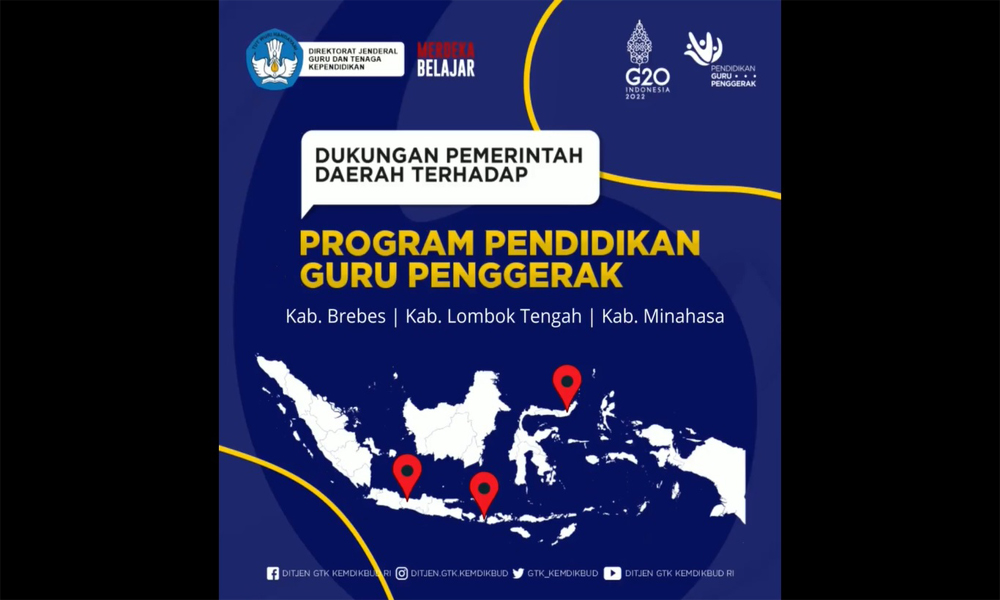 DIREKTORAT JENDERAL
GURU DAN TENAGA
KEPENDIDIKAN
MERDEKA
BELAJAR
G20
INDONESIA
2022
PENDIDIKAN
GURU
PENGGERAK
DUKUNGAN PEMERINTAH
DAERAH TERHADAP
PROGRAM PENDIDIKAN
GURU PENGGERAK
Kab. Brebes | Kab. Lombok Tengah | Kab. Minahasa
DITJEN GTK KEMDIKBUD RI DITJEN.GTK.KEMDIKBUD GTK_KEMDIKBUD DITJEN GTK KEMDIKBUD RI